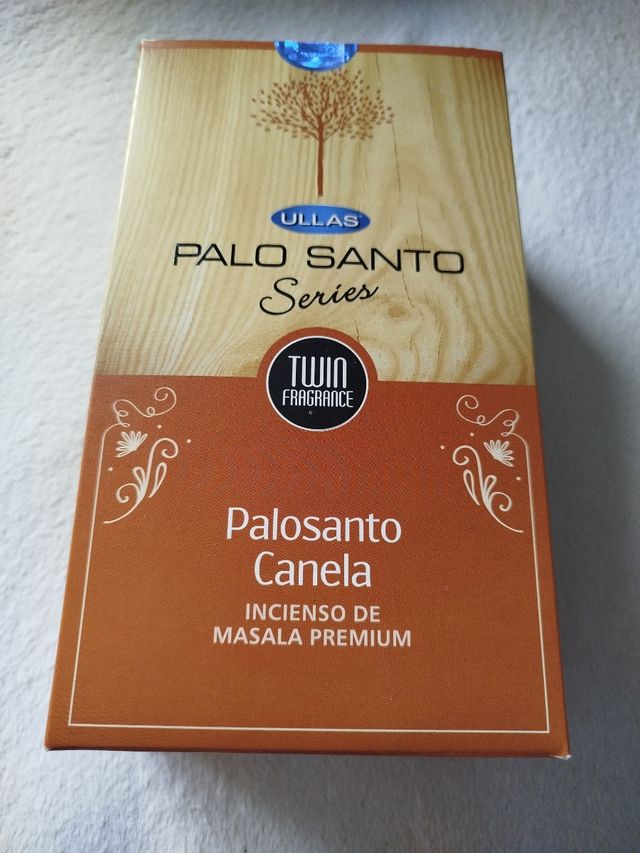 ULLAS®
PALO SANTO
Series
TWIN
FRAGRANCE
Palosanto
Canela
INCIENSO DE
MASALA PREMIUM